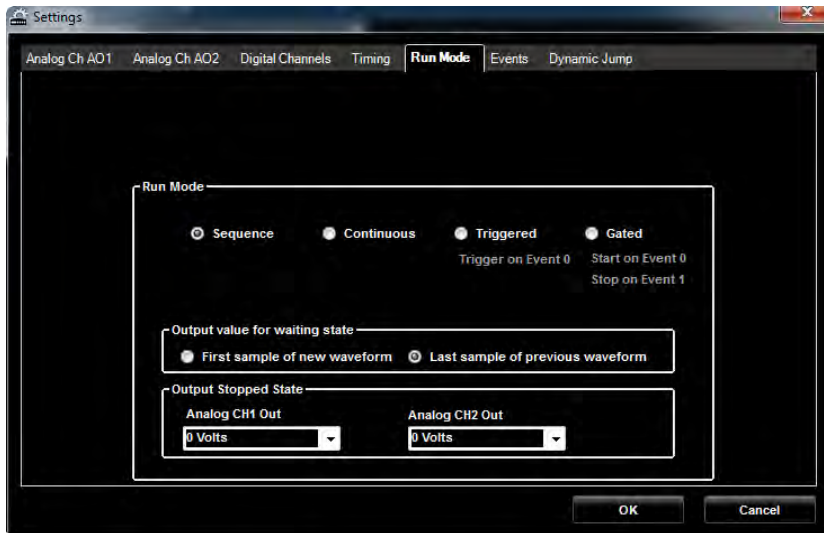 Settings
Analog Ch AO1 Analog Ch AO2 Digital Channels Timing Run Mode Events Dynamic Jump
Run Mode
Sequence Continuous Triggered Gated
Trigger on Event 0 Start on Event 0
Stop on Event 1
Output value for waiting state
First sample of new waveform Last sample of previous waveform
Output Stopped State
Analog CH1 Out Analog CH2 Out
0 Volts 0 Volts
OK Cancel